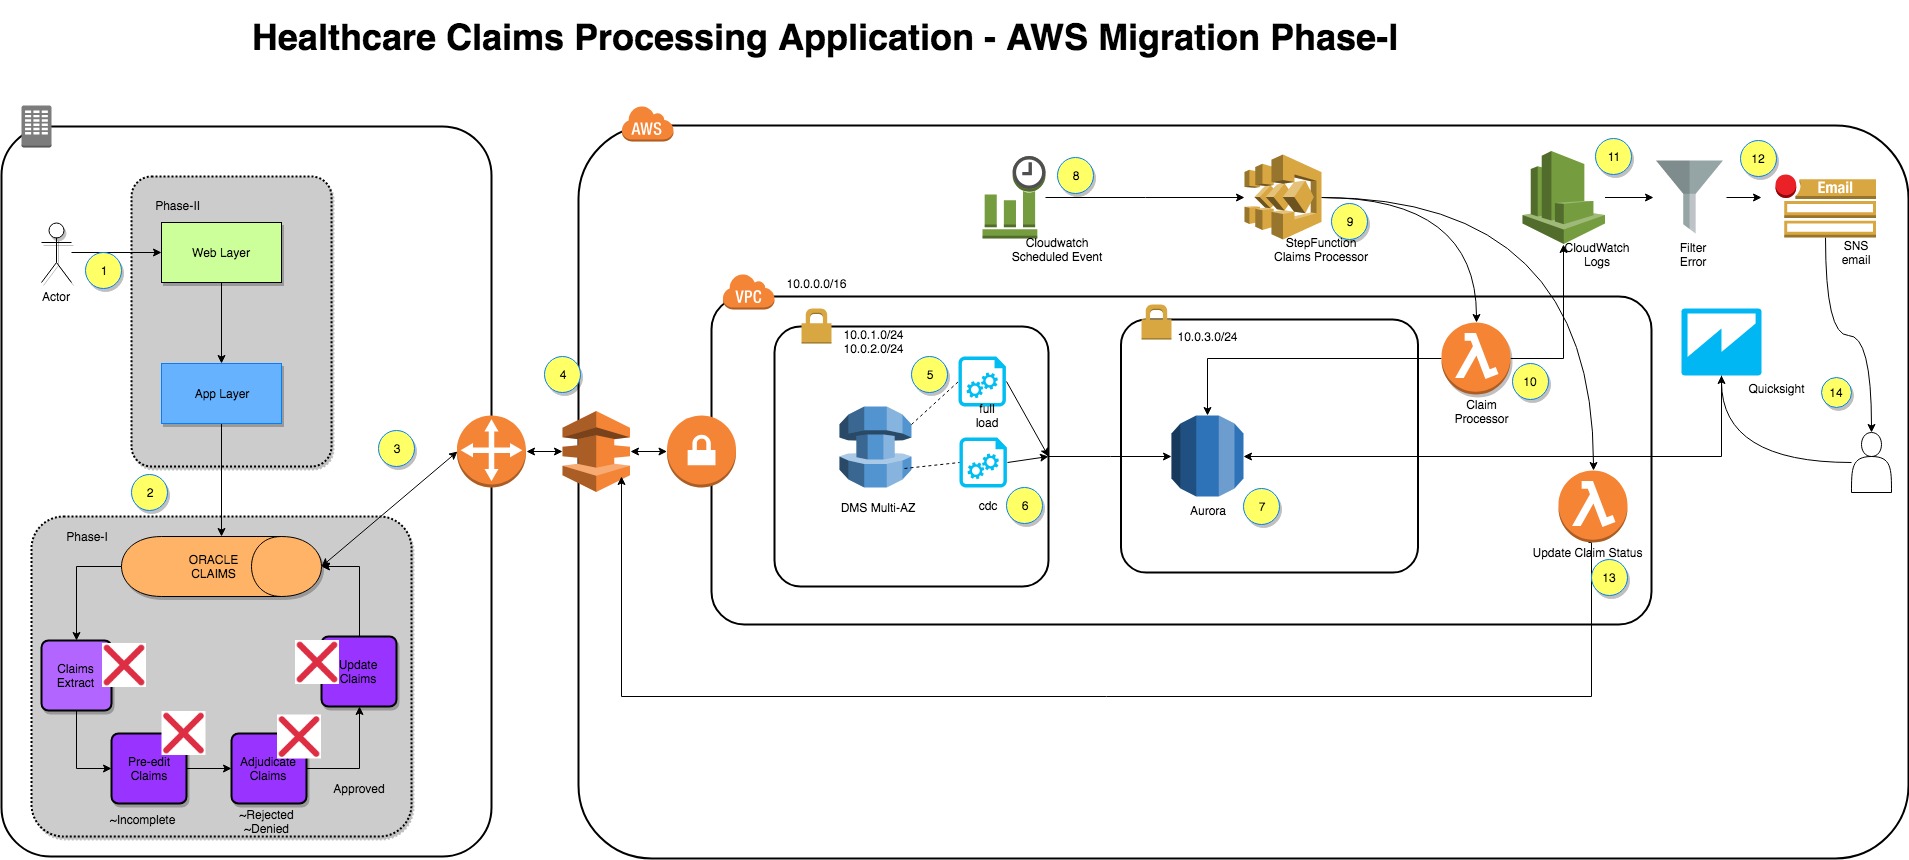 Healthcare Claims Processing Application - AWS Migration Phase-I
AWS
Phase-II
Web Layer
1
Actor
App Layer
2
3
Phase-I
ORACLE
CLAIMS
Claims
Extract
Update
Claims
Pre-edit
Claims
Adjudicate
Claims
Approved
~Incomplete
~Rejected
~Denied
4
8
Cloudwatch
Scheduled Event
9
StepFunction
Claims Processor
11
CloudWatch
Logs
Filter
Error
12
Email
SNS
email
VPC
10.0.0.0/16
10.0.1.0/24
10.0.2.0/24
5
full
load
DMS Multi-AZ
cdc
6
10.0.3.0/24
Aurora
7
λ
10
Claim
Processor
Quicksight
14
λ
Update Claim Status
13